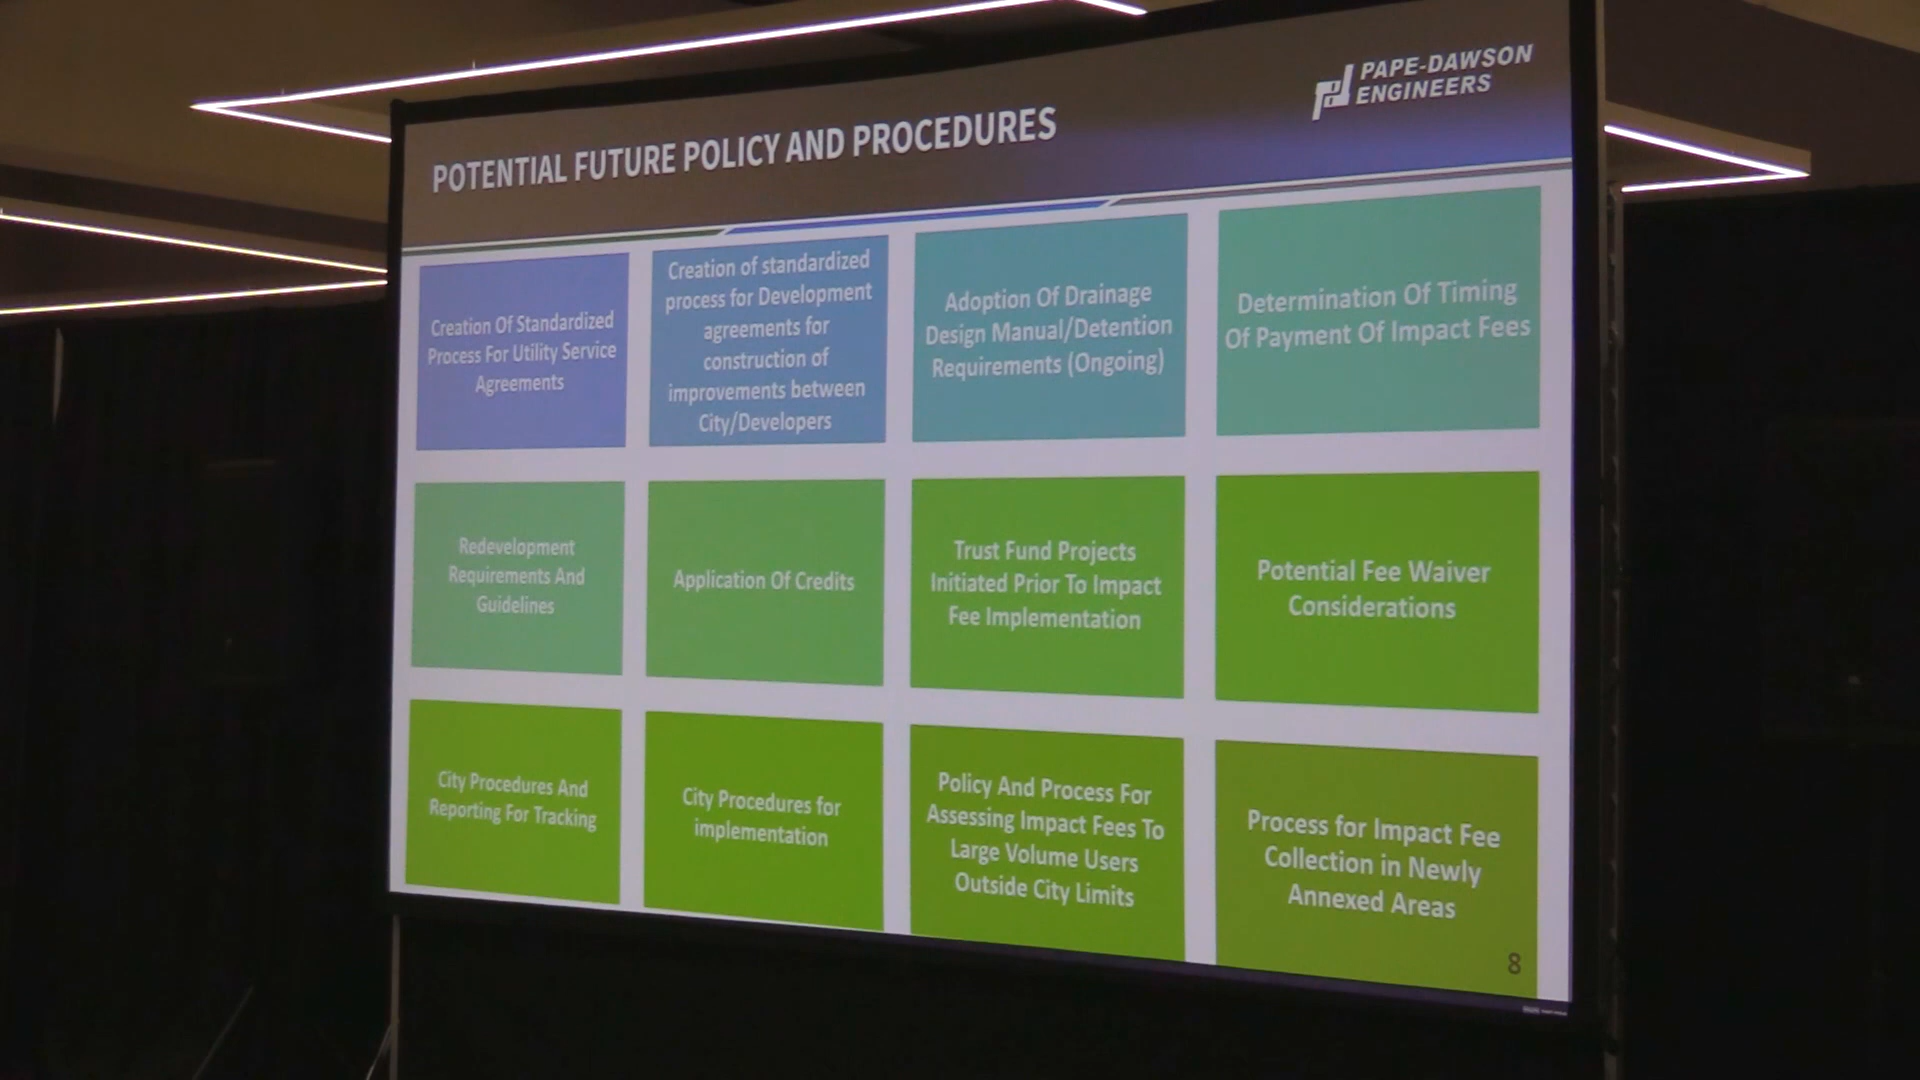 PAPE-DAWSON
ENGINEERS
POTENTIAL FUTURE POLICY AND PROCEDURES
Creation Of Standardized
Process For Utility Service
Agreements
Creation of standardized
process for Development
agreements for
construction of
improvements between
City/Developers
Adoption Of Drainage
Design Manual/Detention
Requirements (Ongoing)
Determination Of Timing
Of Payment Of Impact Fees
Redevelopment
Requirements And
Guidelines
Application Of Credits
Trust Fund Projects
Initiated Prior To Impact
Fee Implementation
Potential Fee Waiver
Considerations
City Procedures And
Reporting For Tracking
City Procedures for
implementation
Policy And Process For
Assessing Impact Fees To
Large Volume Users
Outside City Limits
Process for Impact Fee
Collection in Newly
Annexed Areas
8